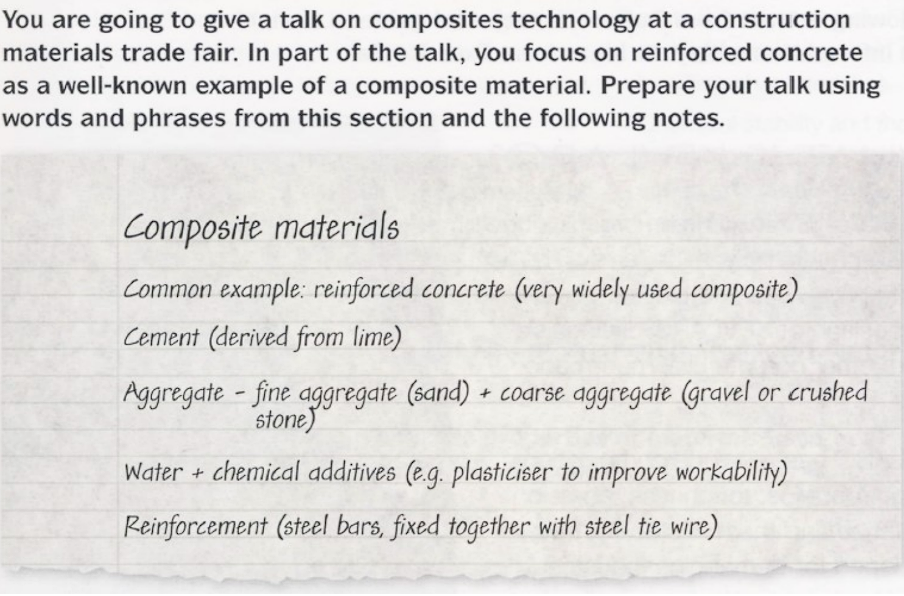 You are going to give a talk on composites technology at a construction
materials trade fair. In part of the talk, you focus on reinforced concrete
as a well-known example of a composite material. Prepare your talk using
words and phrases from this section and the following notes.
Composite materials
Common example: reinforced concrete (very widely used composite)
Cement (derived from lime)
Aggregate - fine aggregate (sand) + coarse aggregate (gravel or crushed
stone)
Water + chemical additives (e.g. plasticiser to improve workability)
Reinforcement (steel bars, fixed together with steel tie wire)